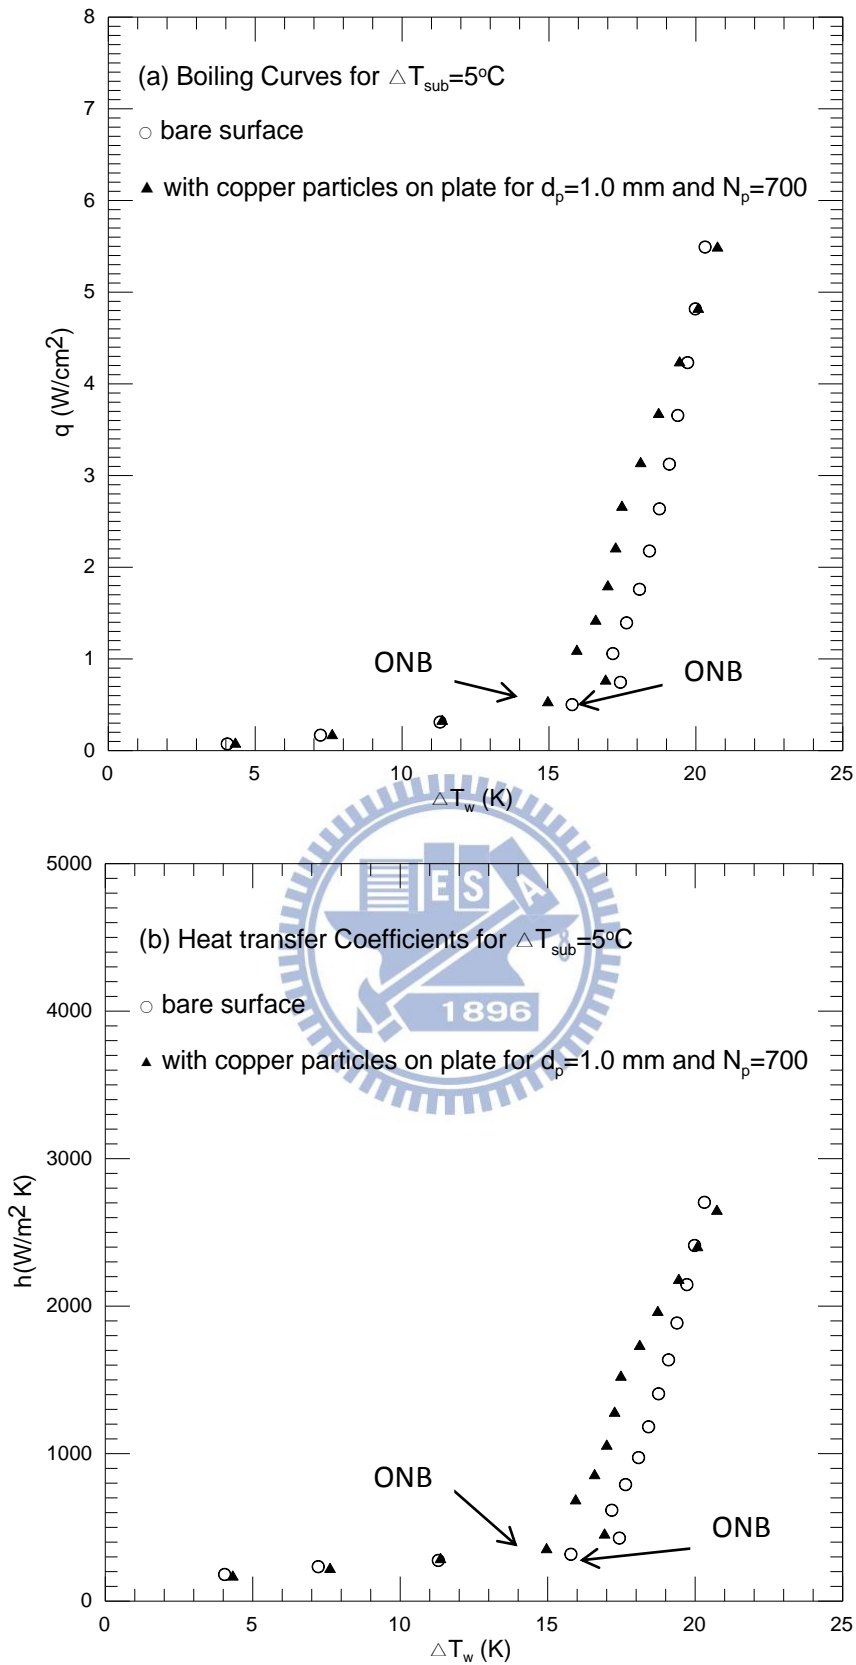 8
(a) Boiling Curves for △Tsub=5oC
7
○ bare surface
6
▲ with copper particles on plate for dp=1.0 mm and Np=700
5
q (W/cm2)
4
3
2
1
ONB
ONB
0
0 5 10 15 20 25
△Tw (K)
5000
E S A
(b) Heat transfer Coefficients for △Tsub=5oC
4000
○ bare surface
1896
▲ with copper particles on plate for dp=1.0 mm and Np=700
3000
h(W/m2 K)
2000
1000
ONB
ONB
0
0 5 10 15 20 25
△Tw (K)